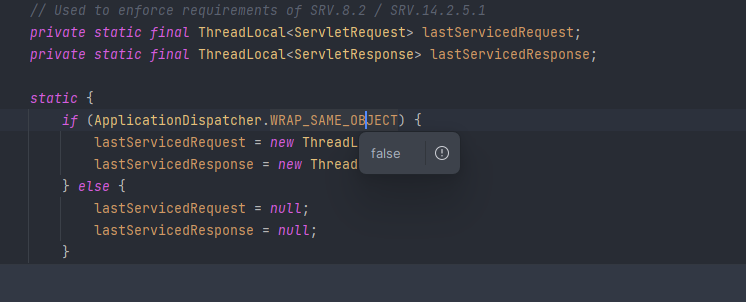 // Used to enforce requirements of SRV.8.2 / SRV.14.2.5.1
private static final ThreadLocal<ServletRequest> lastServicedRequest;
private static final ThreadLocal<ServletResponse> lastServicedResponse;
static {
if (ApplicationDispatcher.WRAP_SAME_OBJECT) {
lastServicedRequest = new ThreadL
false
lastServicedResponse = new Thread
} else {
lastServicedRequest = null;
lastServicedResponse = null;
}